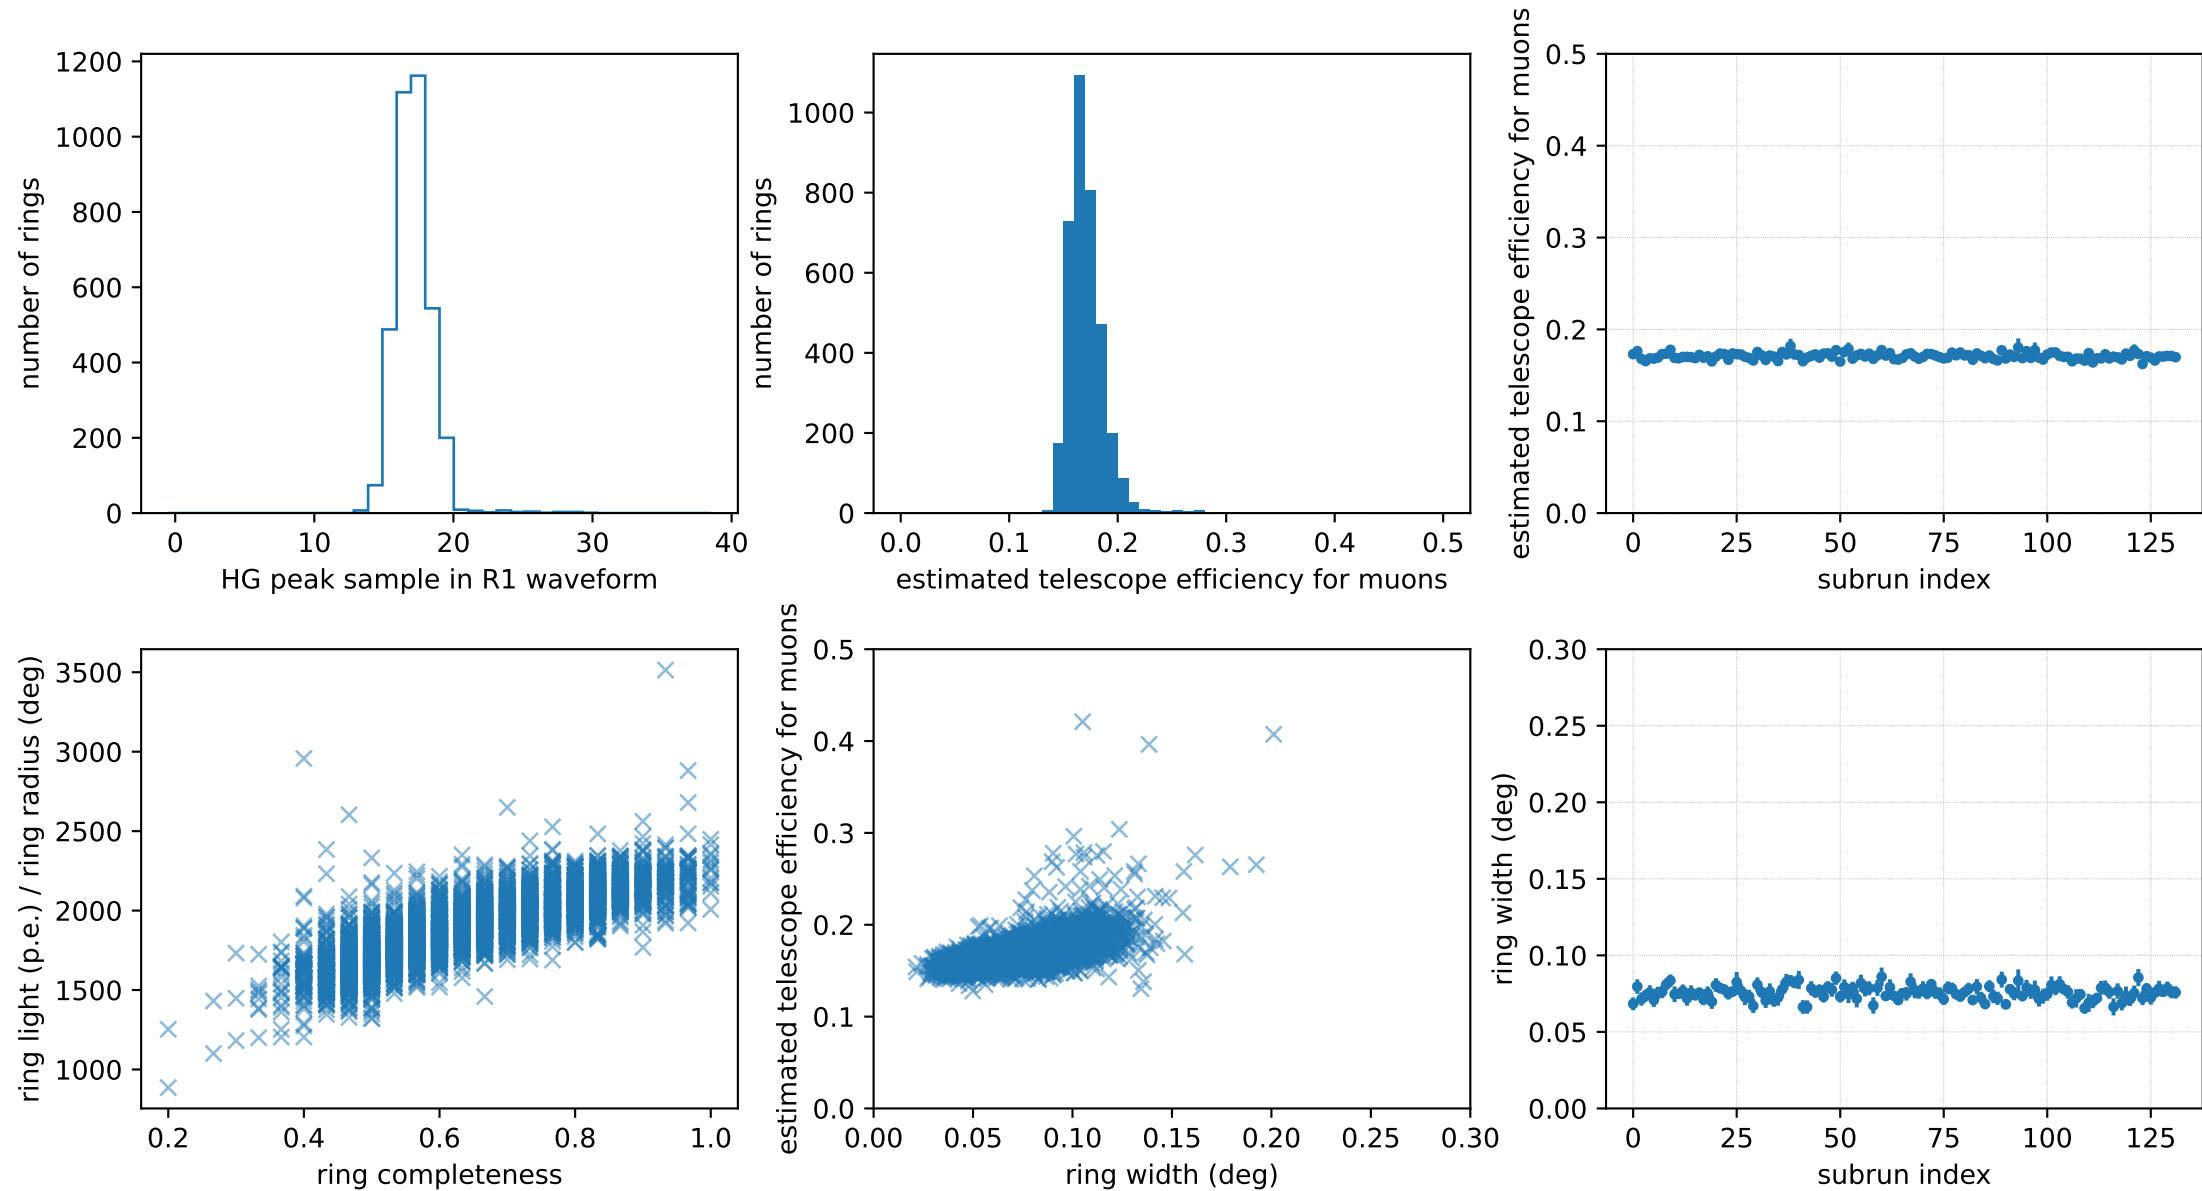 1200
1000
800
600
400
200
0
number of rings
0 10 20 30 40
HG peak sample in R1 waveform
1000
800
600
400
200
0
number of rings
0.0 0.1 0.2 0.3 0.4 0.5
estimated telescope efficiency for muons
0.5
0.4
0.3
0.2
0.1
0.0
estimated telescope efficiency for muons
0 25 50 75 100 125
subrun index
3500
3000
2500
2000
1500
1000
ring light (p.e.) / ring radius (deg)
0.2 0.4 0.6 0.8 1.0
ring completeness
0.5
0.4
0.3
0.2
0.1
0.0
estimated telescope efficiency for muons
0.00 0.05 0.10 0.15 0.20 0.25 0.30
ring width (deg)
0.30
0.25
0.20
0.15
0.10
0.05
0.00
ring width (deg)
0 25 50 75 100 125
subrun index